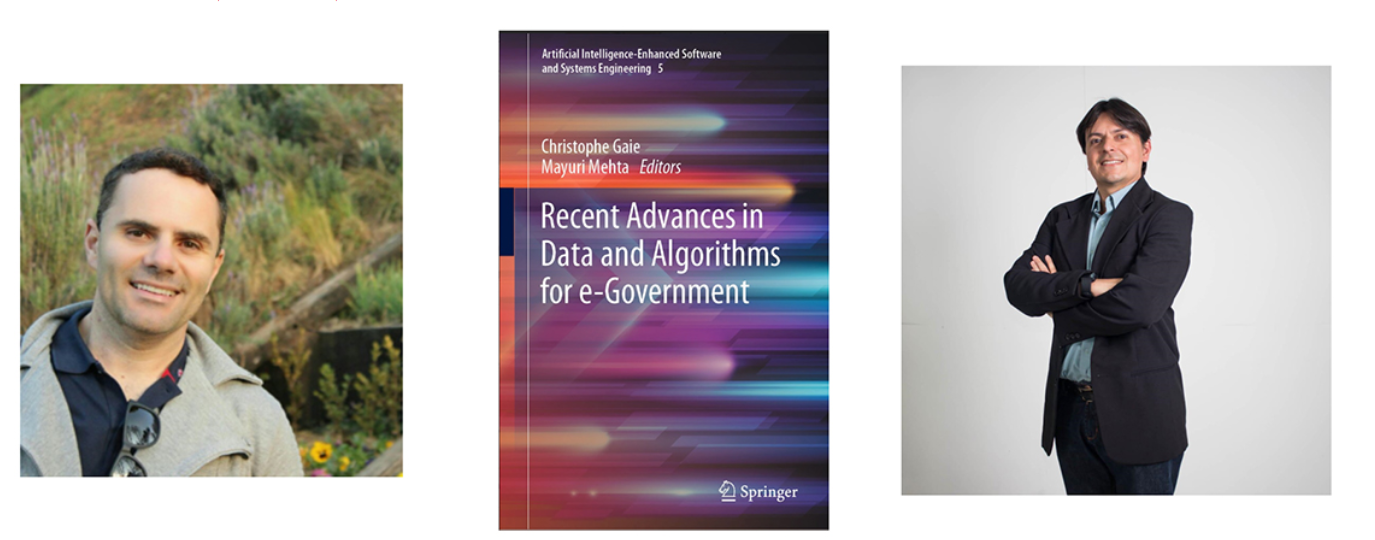 Artificial Intelligence-Enhanced Software
and Systems Engineering 5
Christophe Gaie
Mayuri Mehta Editors
Recent Advances in
Data and Algorithms
for e-Government
Springer